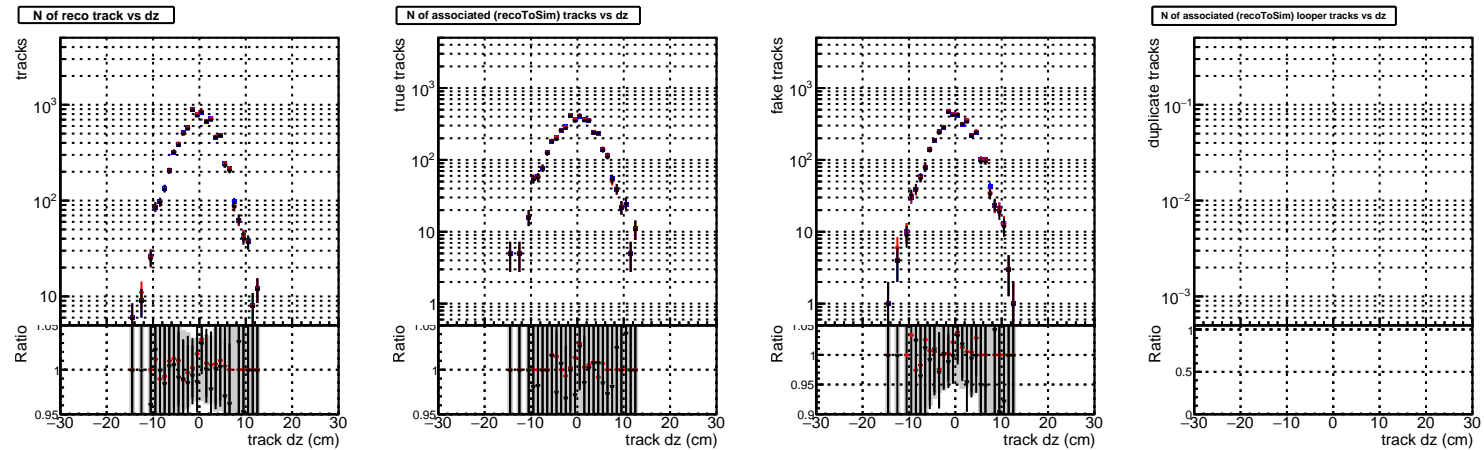 N of reco track vs dz
tracks
10³
10²
10
Ratio
1.05
1
0.95
−30 −20 −10 0 10 20 30
track dz (cm)
N of associated (recoToSim) tracks vs dz
true tracks
10³
10²
10
1
Ratio
1.05
1
0.95
−30 −20 −10 0 10 20 30
track dz (cm)
fake tracks
10³
10²
10
1
Ratio
1
0.95
0.9
−30 −20 −10 0 10 20 30
track dz (cm)
N of associated (recoToSim) looper tracks vs dz
duplicate tracks
10⁻¹
10⁻²
10⁻³
Ratio
1
0.5
0
−30 −20 −10 0 10 20 30
track dz (cm)